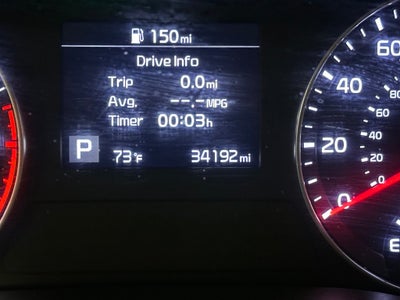 150mi
Drive Info
Trip 0.0mi
Avg. --.-MPG
Timer 00:03h
P 73°F 34192mi
60
40
20
0
80
60
40
20
0
E